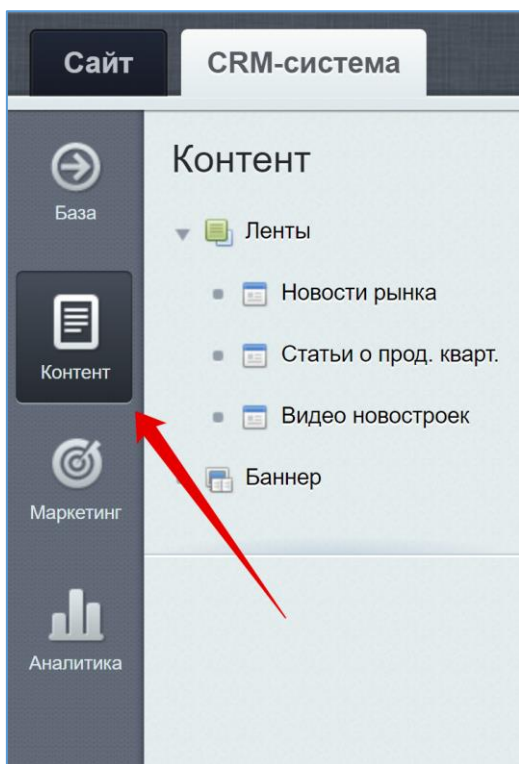 Сайт
CRM-система
База
Контент
Маркетинг
Аналитика
Контент
Ленты
Новости рынка
Статьи о прод. кварт.
Видео новостроек
Баннер